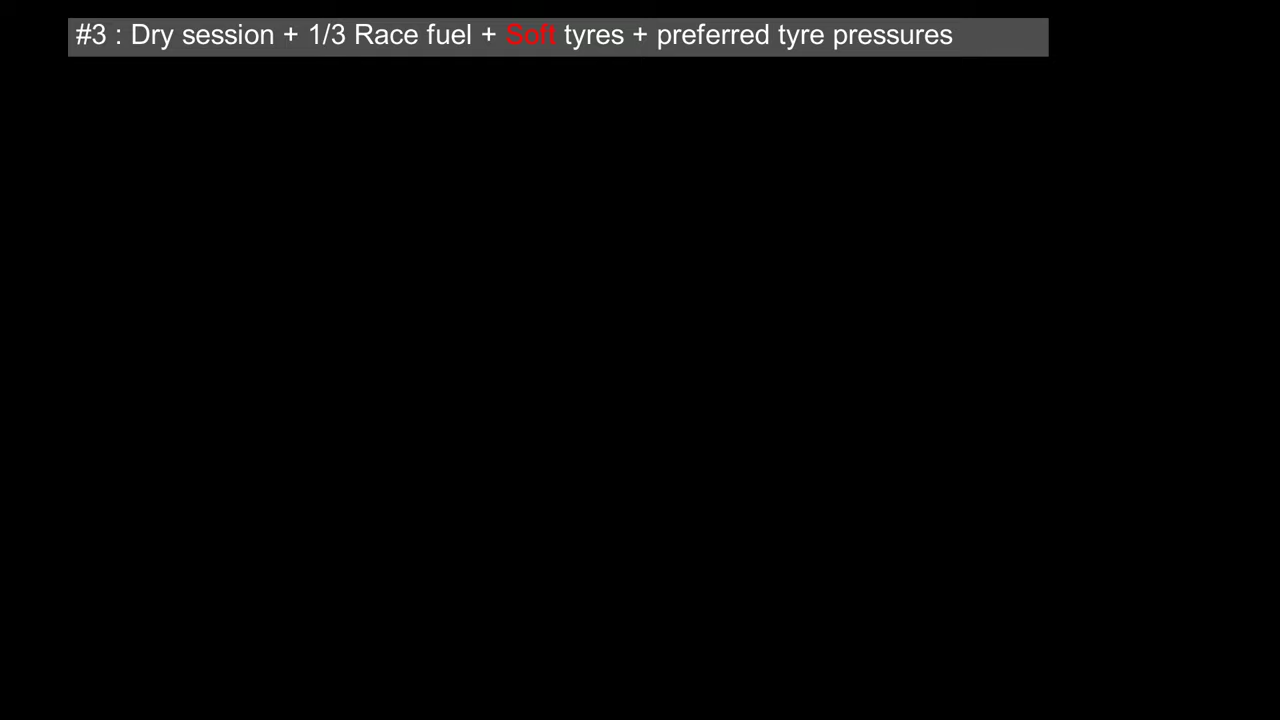 #3 : Dry session + 1/3 Race fuel + Soft tyres + preferred tyre pressures